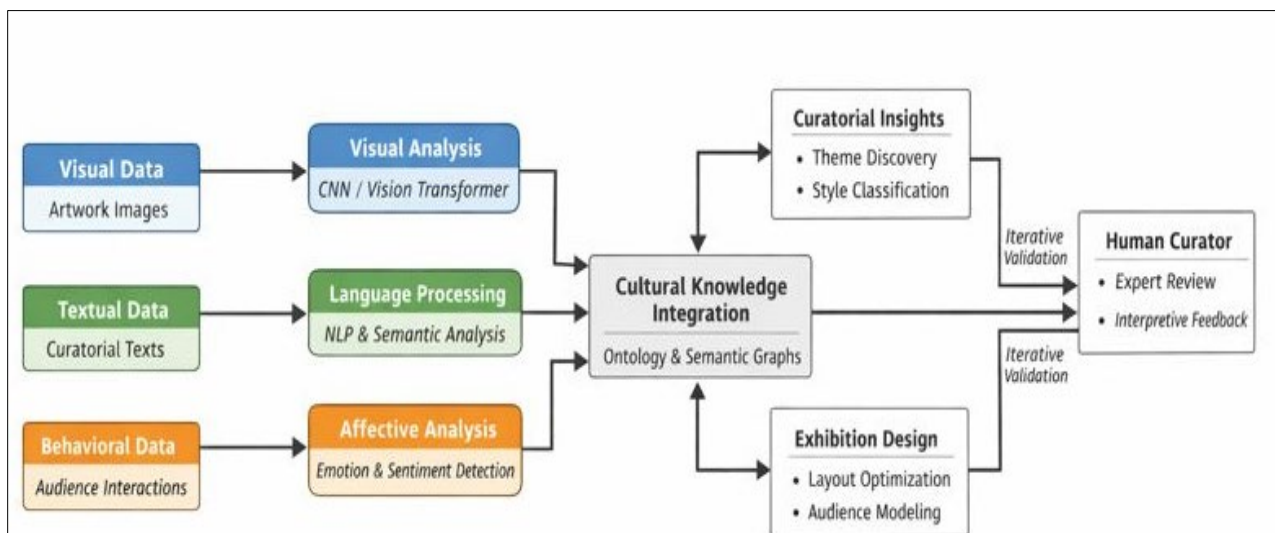 Visual Data
Artwork Images
Visual Analysis
CNN / Vision Transformer
Textual Data
Curatorial Texts
Language Processing
NLP & Semantic Analysis
Behavioral Data
Audience Interactions
Affective Analysis
Emotion & Sentiment Detection
Cultural Knowledge
Integration
Ontology & Semantic Graphs
Curatorial Insights
• Theme Discovery
• Style Classification
Iterative
Validation
Human Curator
• Expert Review
• Interpretive Feedback
Iterative
Validation
Exhibition Design
• Layout Optimization
• Audience Modeling